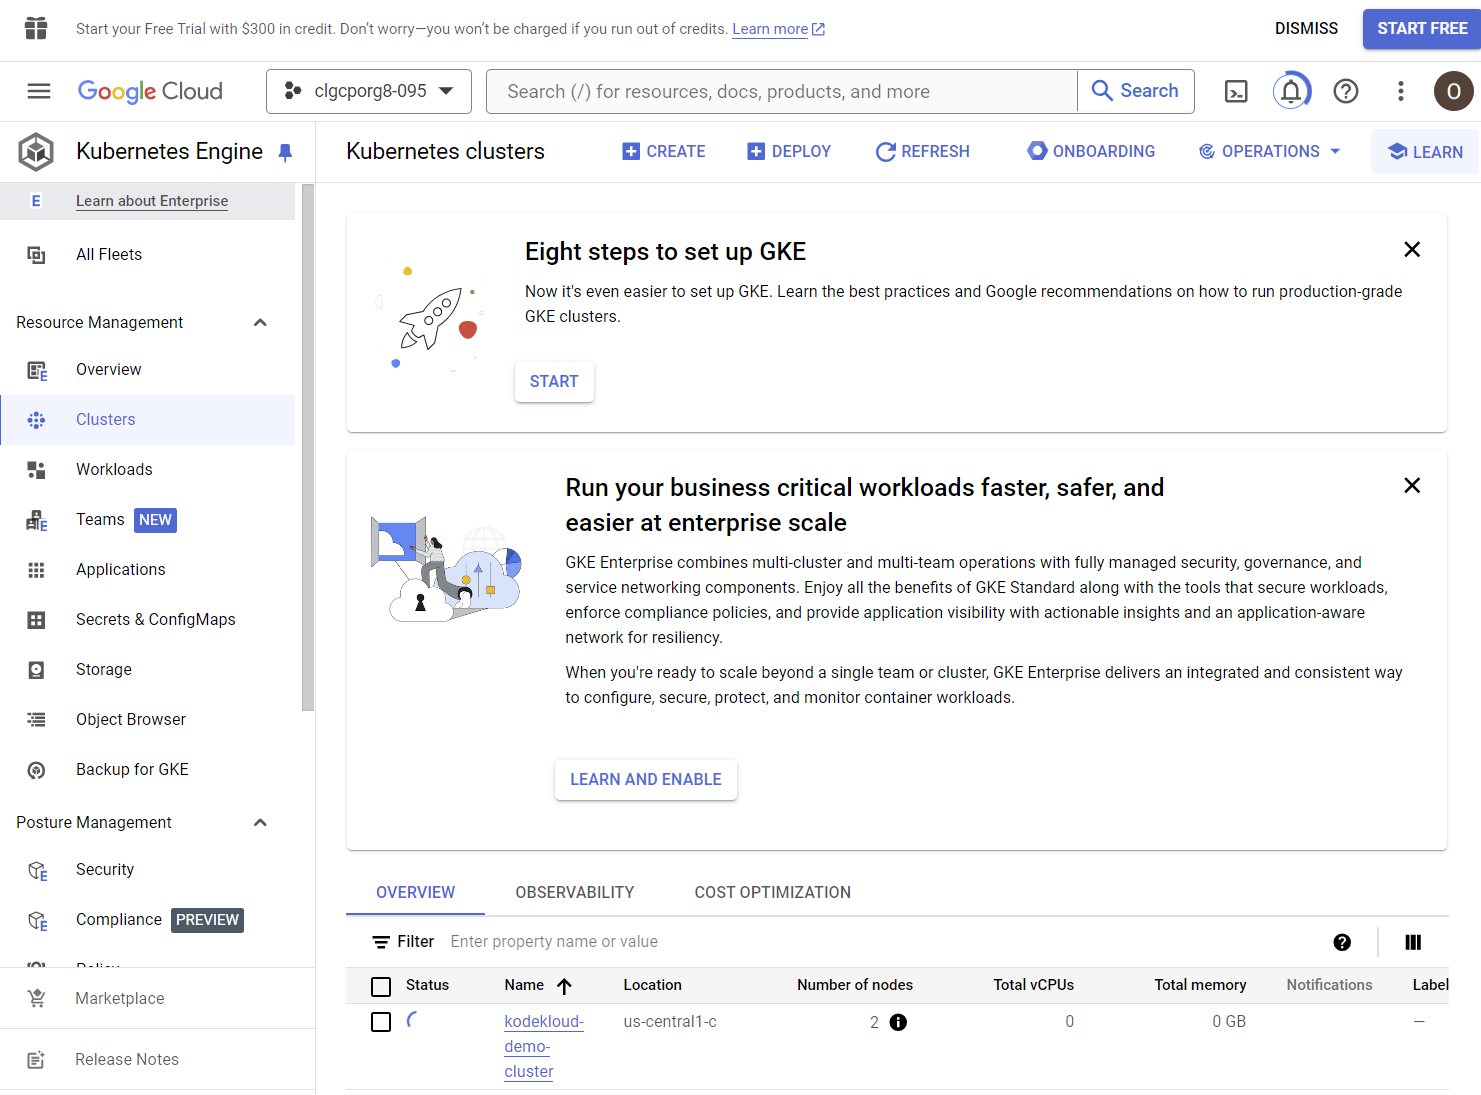 Start your Free Trial with $300 in credit. Don't worry—you won't be charged if you run out of credits. Learn more
DISMISS
START FREE
Google Cloud
clgcporg8-095
Search (/) for resources, docs, products, and more
Search
O
Kubernetes Engine
Kubernetes clusters
CREATE
DEPLOY
REFRESH
ONBOARDING
OPERATIONS
LEARN
E
Learn about Enterprise
All Fleets
Resource Management
Overview
Clusters
Workloads
Teams NEW
Applications
Secrets & ConfigMaps
Storage
Object Browser
Backup for GKE
Posture Management
Security
Compliance PREVIEW
Policy
Marketplace
Release Notes
Eight steps to set up GKE
Now it's even easier to set up GKE. Learn the best practices and Google recommendations on how to run production-grade
GKE clusters.
START
Run your business critical workloads faster, safer, and
easier at enterprise scale
GKE Enterprise combines multi-cluster and multi-team operations with fully managed security, governance, and
service networking components. Enjoy all the benefits of GKE Standard along with the tools that secure workloads,
enforce compliance policies, and provide application visibility with actionable insights and an application-aware
network for resiliency.
When you're ready to scale beyond a single team or cluster, GKE Enterprise delivers an integrated and consistent way
to configure, secure, protect, and monitor container workloads.
LEARN AND ENABLE
OVERVIEW
OBSERVABILITY
COST OPTIMIZATION
Filter Enter property name or value
Status Name Location Number of nodes Total vCPUs Total memory Notifications Label
kodekloud-
demo-
cluster
us-central1-c 2 0 0 GB —